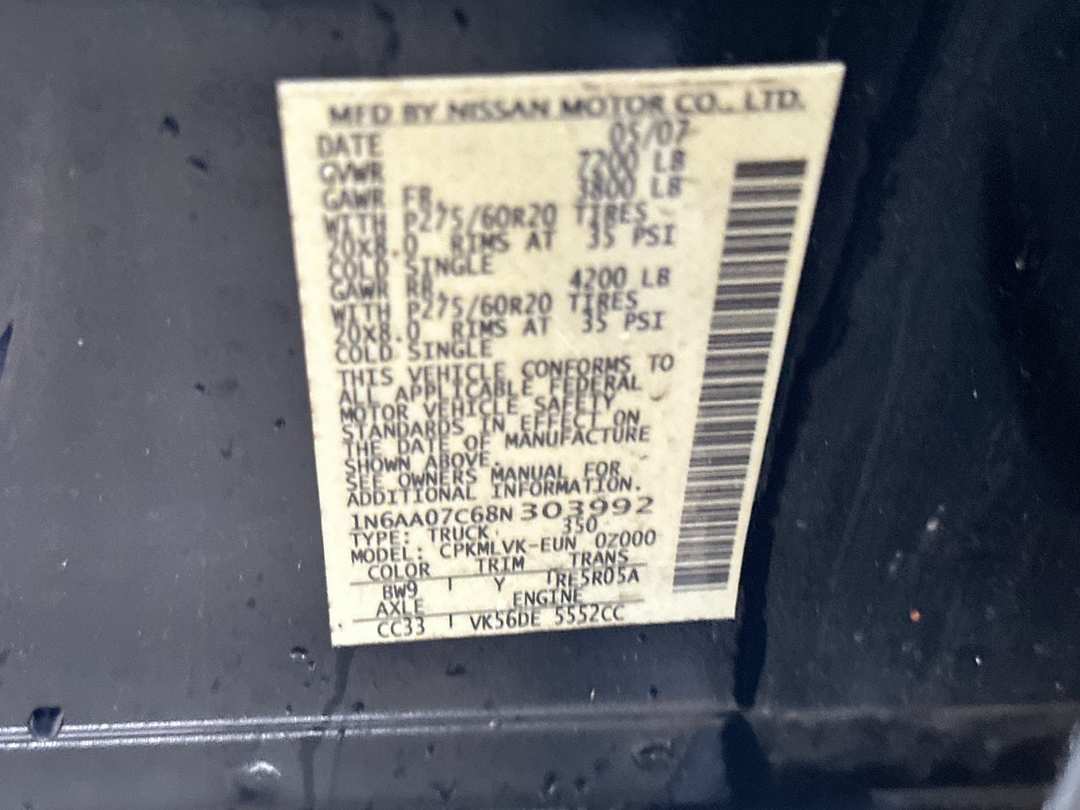 MFD BY NISSAN MOTOR CO., LTD.
DATE 05/07
GVWR 7200 LB
GAWR FR. 3800 LB
WITH P275/60R20 TIRES
20X8.0 RIMS AT 35 PSI
COLD SINGLE
GAWR RR. 4200 LB
WITH P275/60R20 TIRES
20X8.0 RIMS AT 35 PSI
COLD SINGLE
THIS VEHICLE CONFORMS TO
ALL APPLICABLE FEDERAL
MOTOR VEHICLE SAFETY
STANDARDS IN EFFECT ON
THE DATE OF MANUFACTURE
SHOWN ABOVE.
SEE OWNERS MANUAL FOR
ADDITIONAL INFORMATION.
1N6AA07C68N303992
TYPE: TRUCK 350
MODEL: CPKMLVK-EUN 0Z000
COLOR TRIM TRANS
BW9 Y RE5R05A
AXLE ENGINE
CC33 VK56DE 5552CC